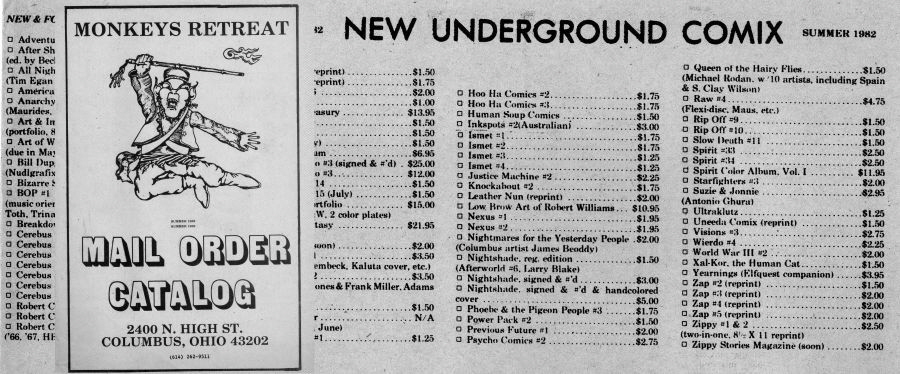 NEW & FC
Adventu
After Sh
(ed. by Bec
All Nigh
(Tim Egan
America
Anarchy
(Maurides,
Art & In
(portfolio, 8
Art of W
(due in May
Bill Dup
(Nudlgrafix
Bizarre S
BOP #1
(music orien
Toth, Trina
Breakdo
Cerebus
Cerebus
Cerebus
Cerebus
Cerebus
Cerebus
Cerebus
Robert C
Robert C
Robert C
('66, '67, HI
MONKEYS RETREAT
SUMMER 1982
SUMMER 1982
MAIL ORDER
CATALOG
2400 N. HIGH ST.
COLUMBUS, OHIO 43202
(614) 262-9511
82 NEW UNDERGROUND COMIX SUMMER 1982
reprint) $1.50
reprint) $1.75
$2.00
$1.00
asury $13.95
$1.50
$1.50
y) $1.50
um $6.95
o #3 (signed & #'d) $25.00
o #3 $12.00
14 $1.50
15 (July) $1.50
rtfolio $15.00
W, 2 color plates)
tasy $21.95
soon) $2.00
$3.50
embeck, Kaluta cover, etc.)
2 $3.50
ones & Frank Miller, Adams
$1.50
r N/A
June)
#1 $1.25
Hoo Ha Comics #2 $1.75
Hoo Ha Comics #3 $1.75
Human Soup Comics $1.50
Inkspots #2(Australian) $3.00
Ismet #1 $1.75
Ismet #2 $1.75
Ismet #3 $1.25
Ismet #4 $1.25
Justice Machine #2 $2.25
Knockabout #2 $1.75
Leather Nun (reprint) $2.00
Low Brow Art of Robert Williams $10.95
Nexus #1 $1.95
Nexus #2 $1.95
Nightmares for the Yesterday People $2.00
(Columbus artist James Beoddy)
Nightshade, reg. edition $1.50
(Afterworld #6, Larry Blake)
Nightshade, signed & #'d $3.00
Nightshade, signed & #'d & handcolored
cover $5.00
Phoebe & the Pigeon People #3 $1.75
Power Pack #2 $1.50
Previous Future #1 $2.00
Psycho Comics #2 $2.75
Queen of the Hairy Flies $1.50
(Michael Rodan, w/10 artists, including Spain
& S. Clay Wilson)
Raw #4 $4.75
(Flexi-disc, Maus, etc.)
Rip Off #9 $1.50
Rip Off #10 $1.50
Slow Death #11 $1.50
Spirit #33 $2.50
Spirit #34 $2.50
Spirit Color Album, Vol. I $11.95
Starfighters #3 $2.00
Suzie & Jonnie $2.95
(Antonio Ghura)
Ultraklutz $1.25
Uneeda Comix (reprint) $1.50
Visions #3 $2.75
Wierdo #4 $2.25
World War III #2 $2.00
Xal-Kor, the Human Cat $1.50
Yearnings (Elfquest companion) $3.95
Zap #2 (reprint) $1.50
Zap #3 (reprint) $2.00
Zap #4 (reprint) $2.00
Zap #5 (reprint) $2.00
Zippy #1 & 2 $2.50
(two-in-one, 8½ X 11 reprint)
Zippy Stories Magazine (soon) $2.00